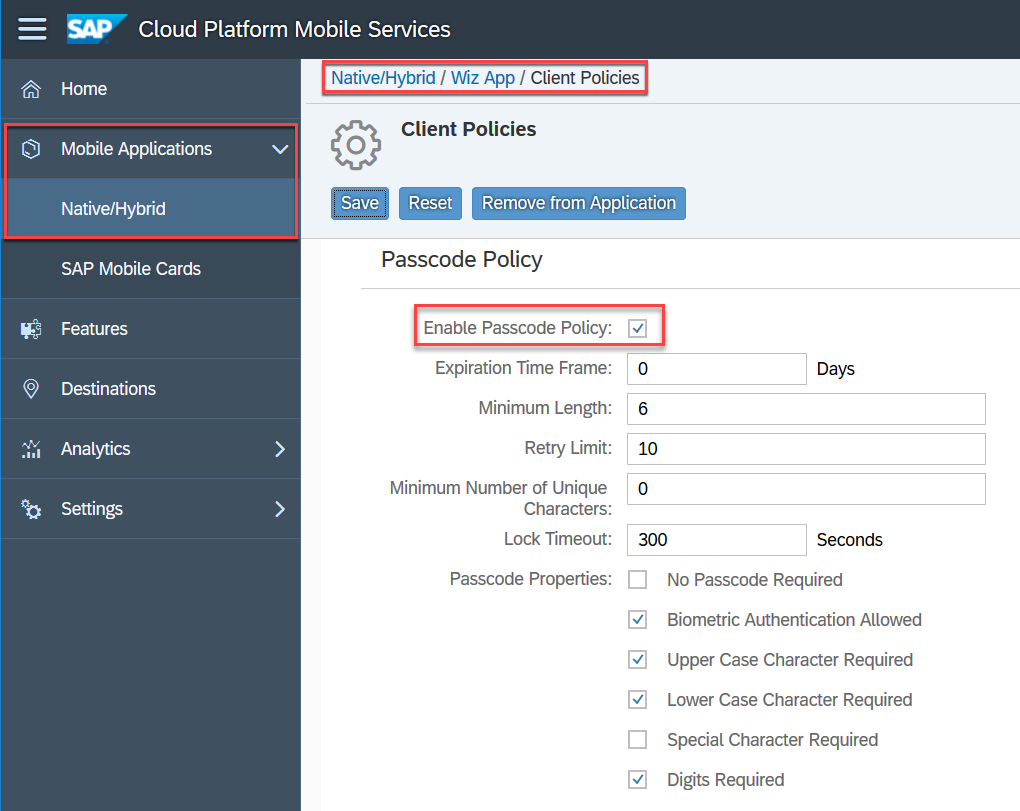 SAP Cloud Platform Mobile Services
Home
Mobile Applications
Native/Hybrid
SAP Mobile Cards
Features
Destinations
Analytics
Settings
Native/Hybrid / Wiz App / Client Policies
Client Policies
Save Reset Remove from Application
Passcode Policy
Enable Passcode Policy:
Expiration Time Frame: 0 Days
Minimum Length: 6
Retry Limit: 10
Minimum Number of Unique 0
Characters:
Lock Timeout: 300 Seconds
Passcode Properties: No Passcode Required
Biometric Authentication Allowed
Upper Case Character Required
Lower Case Character Required
Special Character Required
Digits Required